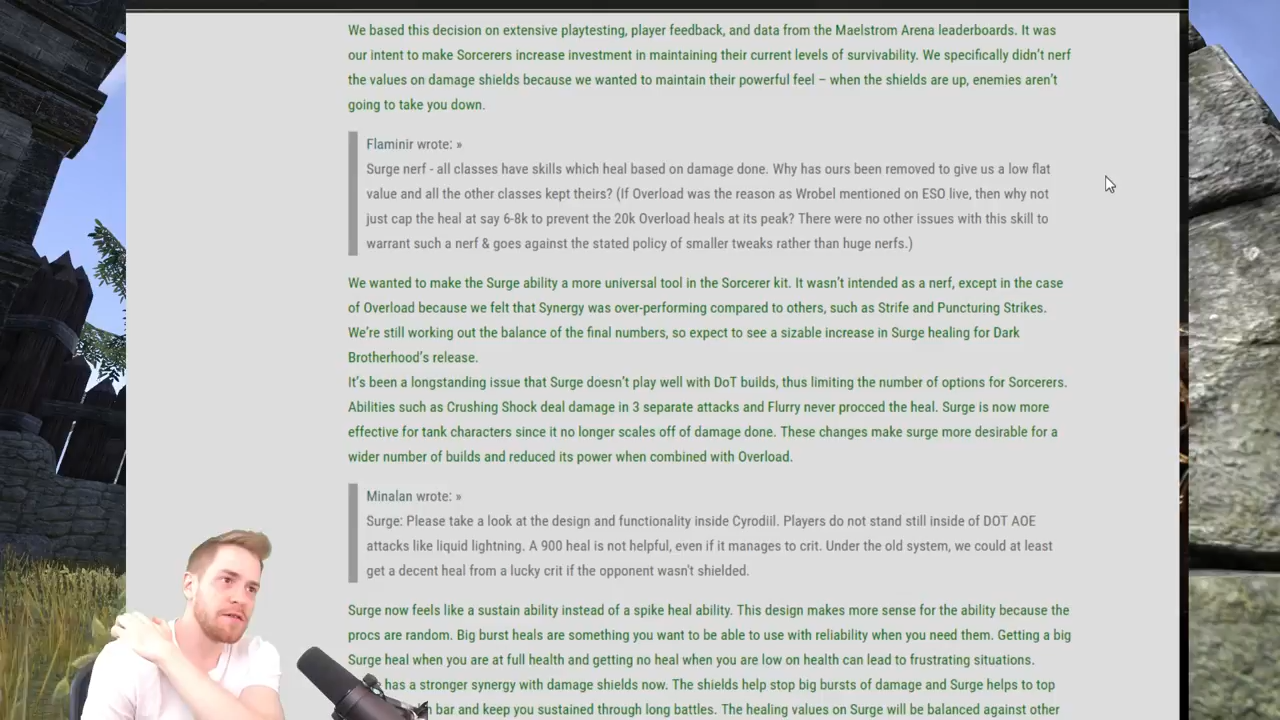 We based this decision on extensive playtesting, player feedback, and data from the Maelstrom Arena leaderboards. It was
our intent to make Sorcerers increase investment in maintaining their current levels of survivability. We specifically didn't nerf
the values on damage shields because we wanted to maintain their powerful feel – when the shields are up, enemies aren't
going to take you down.
Flaminir wrote: »
Surge nerf - all classes have skills which heal based on damage done. Why has ours been removed to give us a low flat
value and all the other classes kept theirs? (If Overload was the reason as Wrobel mentioned on ESO live, then why not
just cap the heal at say 6-8k to prevent the 20k Overload heals at its peak? There were no other issues with this skill to
warrant such a nerf & goes against the stated policy of smaller tweaks rather than huge nerfs.)
We wanted to make the Surge ability a more universal tool in the Sorcerer kit. It wasn't intended as a nerf, except in the case
of Overload because we felt that Synergy was over-performing compared to others, such as Strife and Puncturing Strikes.
We're still working out the balance of the final numbers, so expect to see a sizable increase in Surge healing for Dark
Brotherhood's release.
It's been a longstanding issue that Surge doesn't play well with DoT builds, thus limiting the number of options for Sorcerers.
Abilities such as Crushing Shock deal damage in 3 separate attacks and Flurry never procced the heal. Surge is now more
effective for tank characters since it no longer scales off of damage done. These changes make surge more desirable for a
wider number of builds and reduced its power when combined with Overload.
Minalan wrote: »
Surge: Please take a look at the design and functionality inside Cyrodiil. Players do not stand still inside of DOT AOE
attacks like liquid lightning. A 900 heal is not helpful, even if it manages to crit. Under the old system, we could at least
get a decent heal from a lucky crit if the opponent wasn't shielded.
Surge now feels like a sustain ability instead of a spike heal ability. This design makes more sense for the ability because the
procs are random. Big burst heals are something you want to be able to use with reliability when you need them. Getting a big
Surge heal when you are at full health and getting no heal when you are low on health can lead to frustrating situations.
has a stronger synergy with damage shields now. The shields help stop big bursts of damage and Surge helps to top
bar and keep you sustained through long battles. The healing values on Surge will be balanced against other